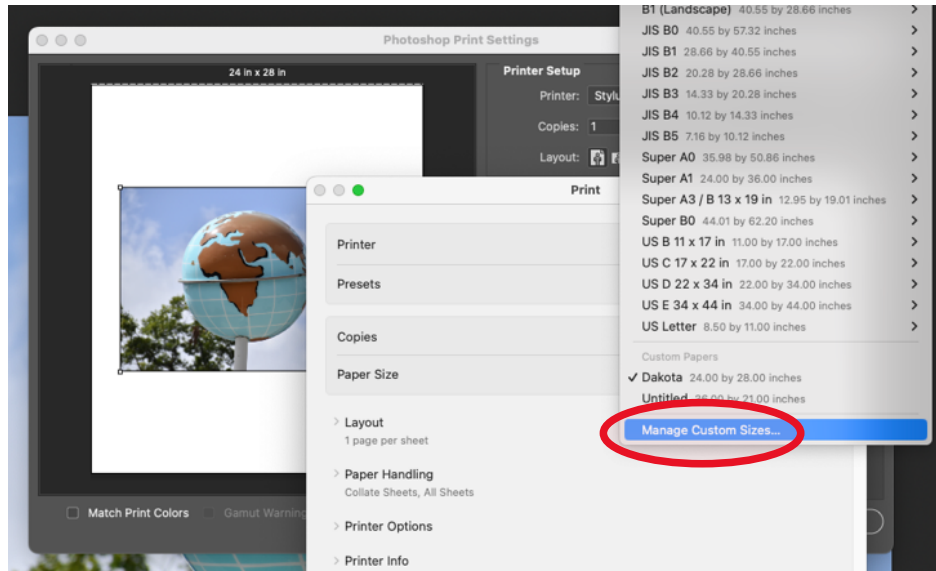 Photoshop Print Settings
24 in x 28 in
Printer Setup
Printer:
Copies: 1
Layout:
Match Print Colors
Print
Printer
Presets
Copies
Paper Size
Layout
1 page per sheet
Paper Handling
Collate Sheets, All Sheets
Printer Options
Printer Info
B1 (Landscape) 40.55 by 28.66 inches
JIS B0 40.55 by 57.32 inches
JIS B1 28.66 by 40.55 inches
JIS B2 20.28 by 28.66 inches
JIS B3 14.33 by 20.28 inches
JIS B4 10.12 by 14.33 inches
JIS B5 7.16 by 10.12 inches
Super A0 35.98 by 50.86 inches
Super A1 24.00 by 36.00 inches
Super A3 / B 13 x 19 in 12.95 by 19.01 inches
Super B0 44.01 by 62.20 inches
US B 11 x 17 in 11.00 by 17.00 inches
US C 17 x 22 in 17.00 by 22.00 inches
US D 22 x 34 in 22.00 by 34.00 inches
US E 34 x 44 in 34.00 by 44.00 inches
US Letter 8.50 by 11.00 inches
Custom Papers
Dakota 24.00 by 28.00 inches
Untitled 36.00 by 21.00 inches
Manage Custom Sizes...